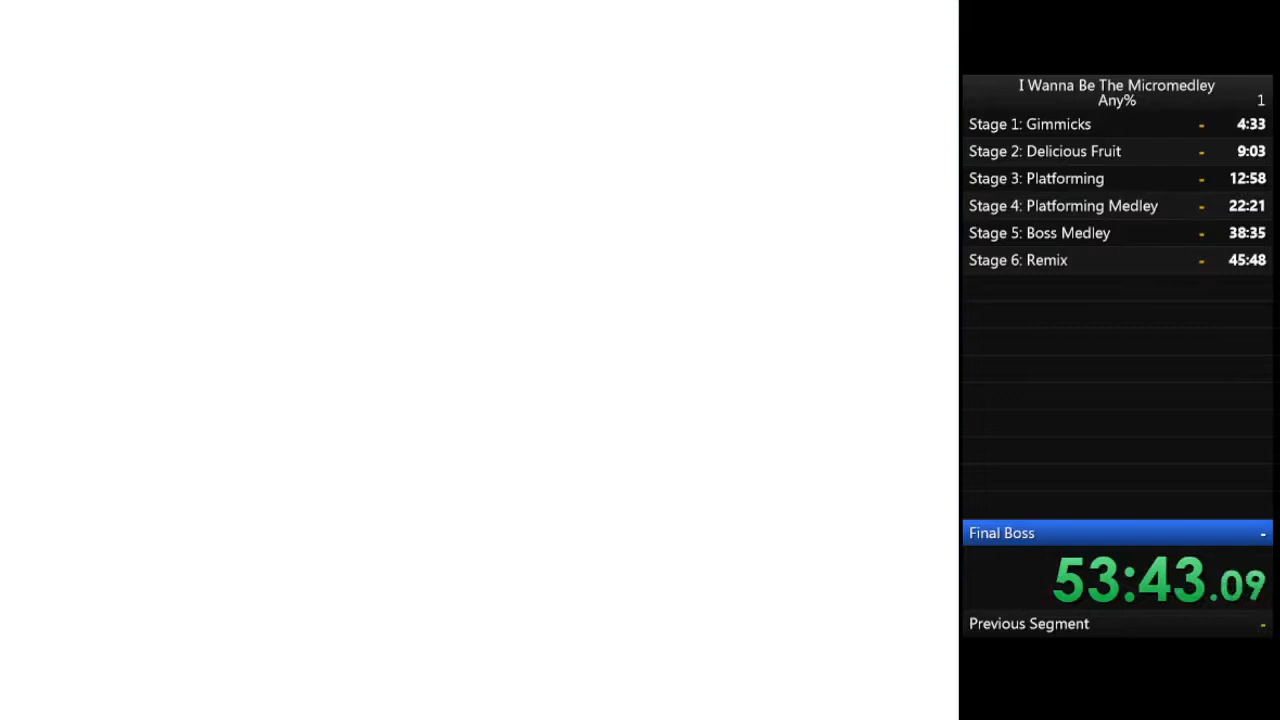 I Wanna Be The Micromedley
Any% 1
Stage 1: Gimmicks - 4:33
Stage 2: Delicious Fruit - 9:03
Stage 3: Platforming - 12:58
Stage 4: Platforming Medley - 22:21
Stage 5: Boss Medley - 38:35
Stage 6: Remix - 45:48
Final Boss -
53:43.09
Previous Segment -